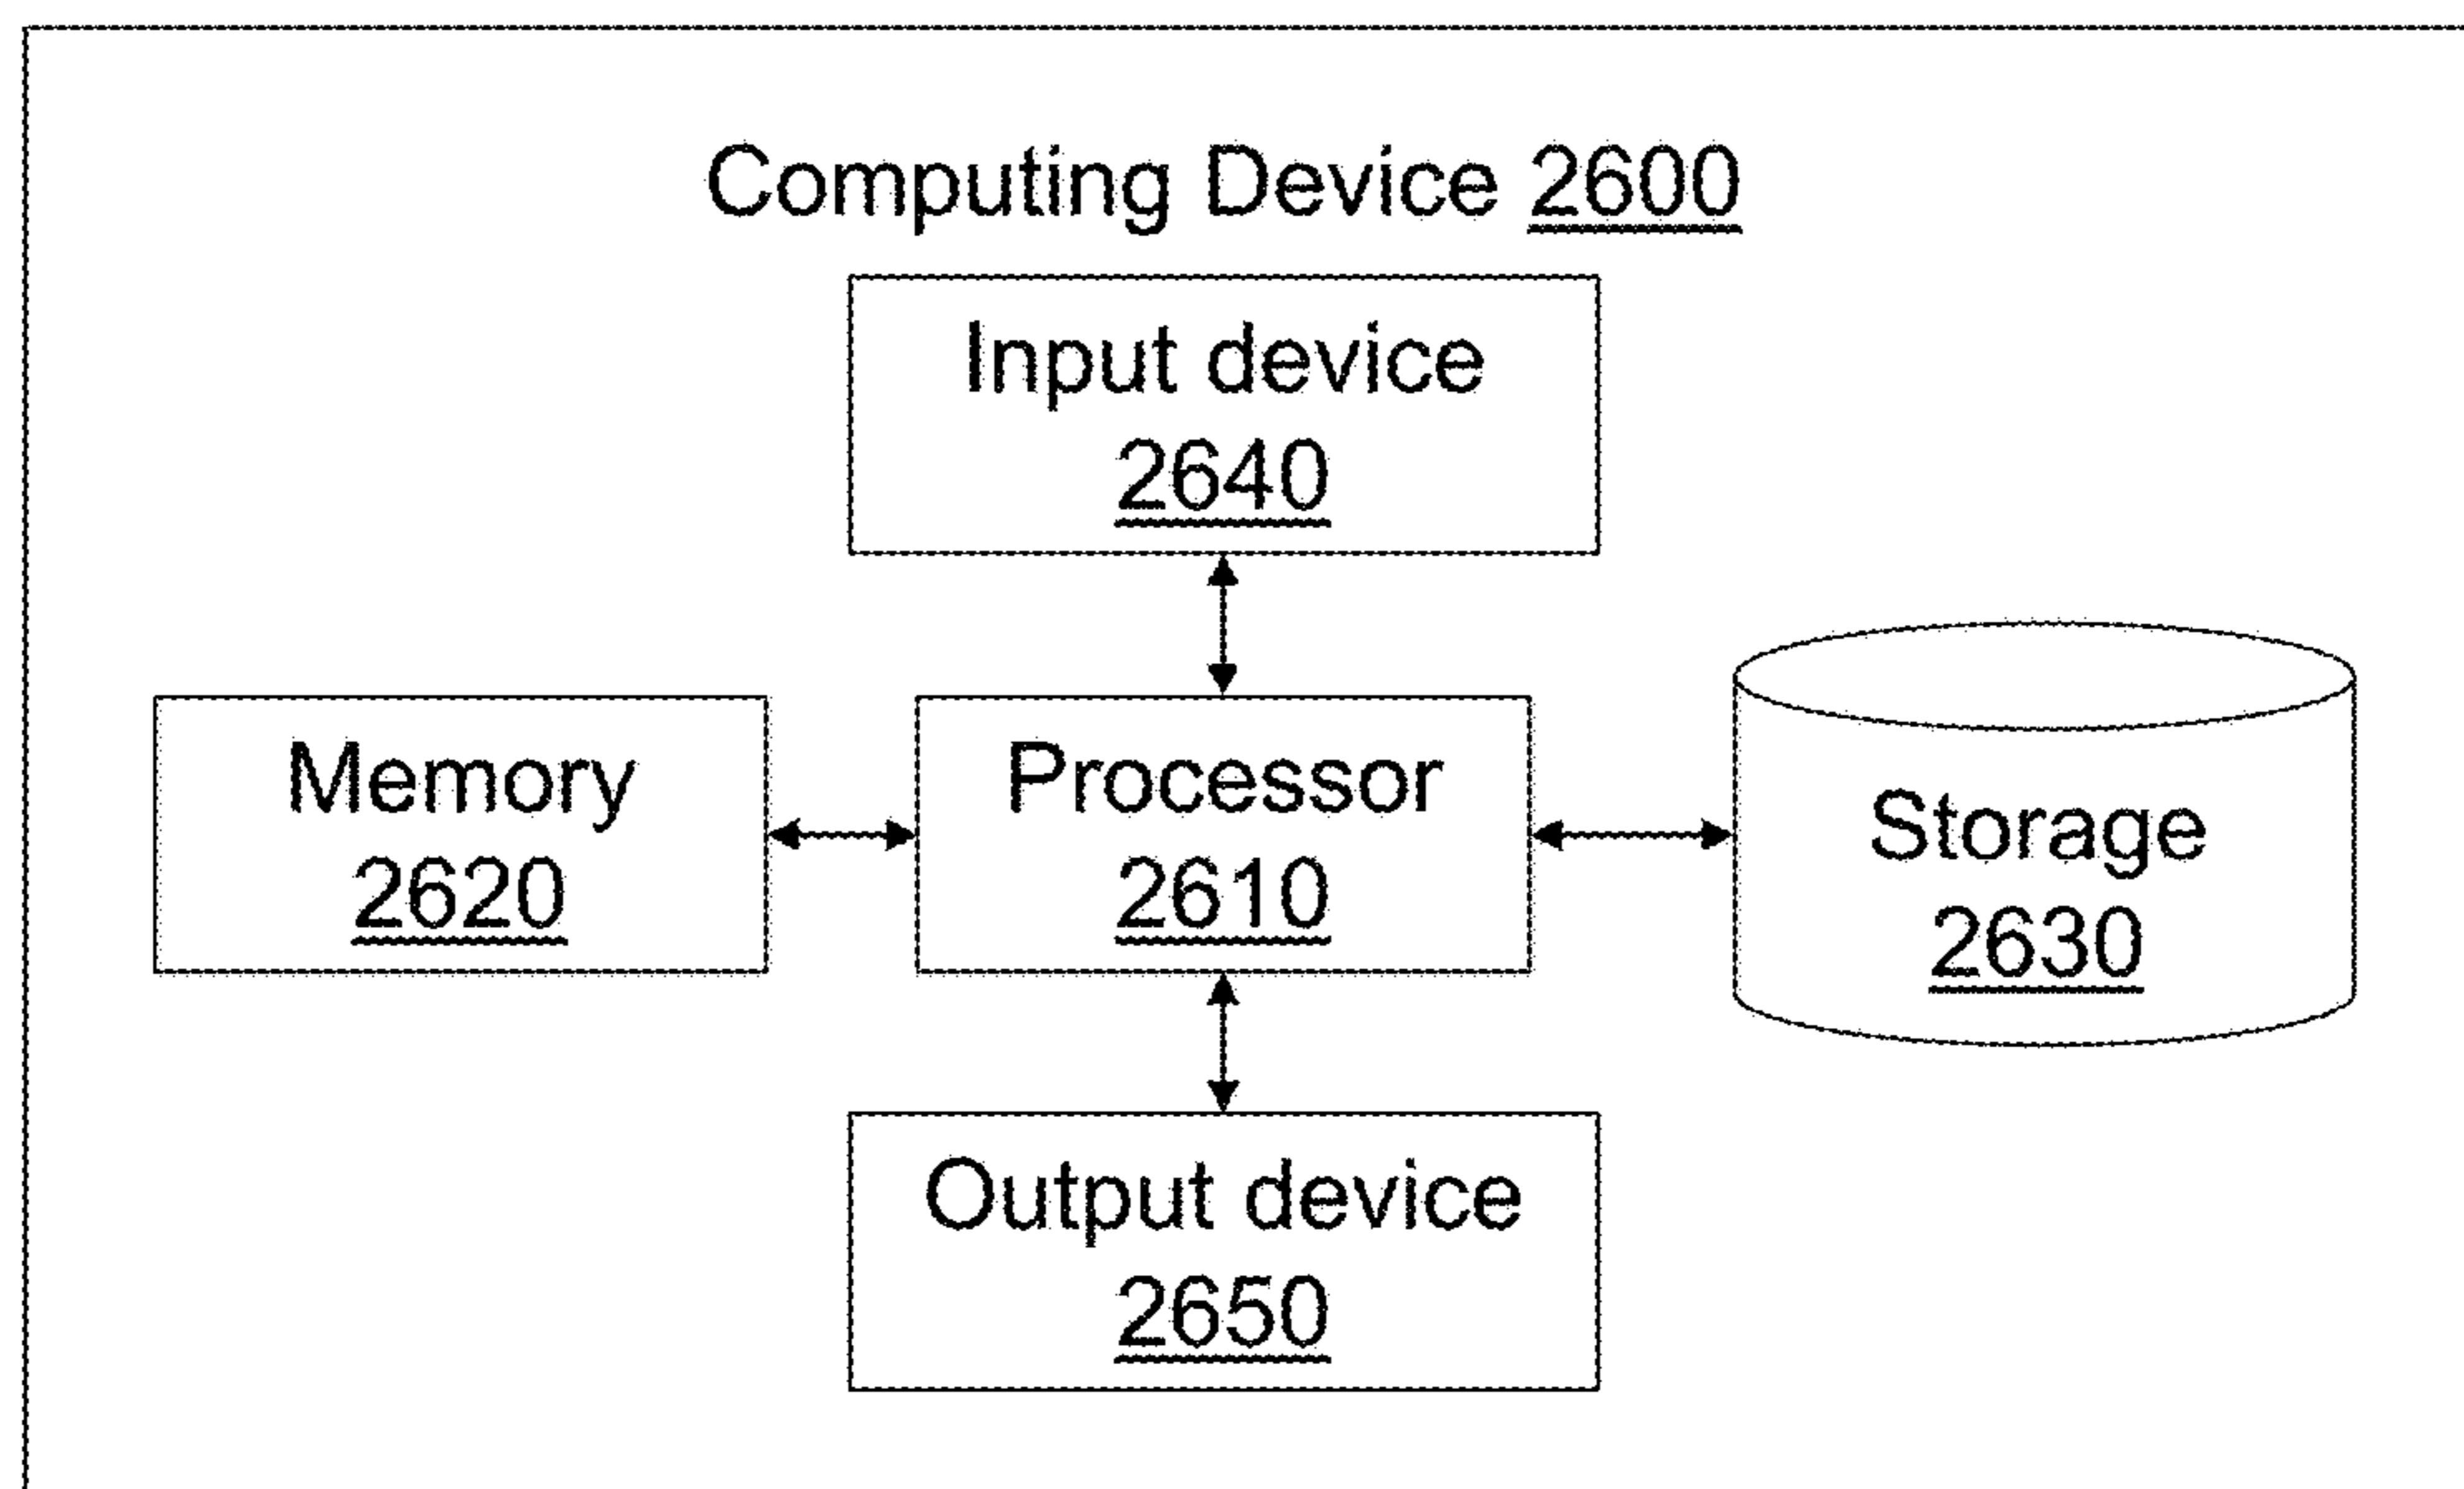 Computing Device 2600
Input device
2640
Memory
2620
Processor
2610
Storage
2630
Output device
2650